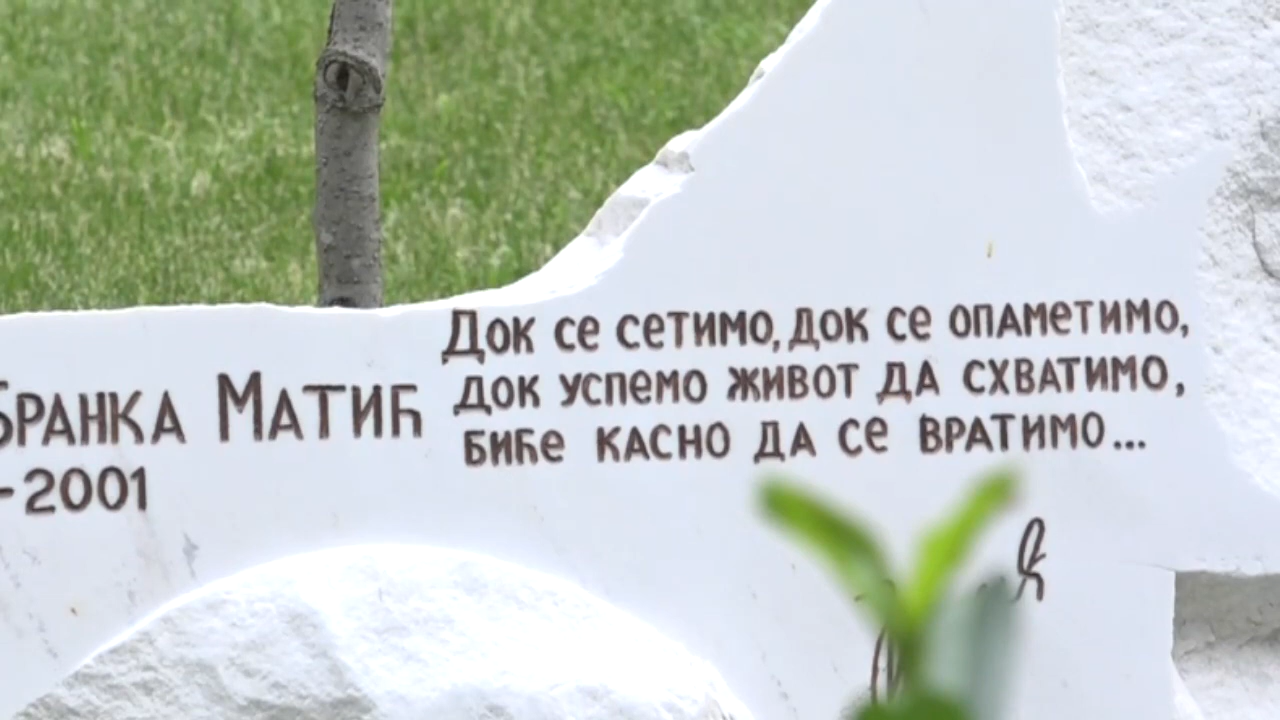 Бранка Матић
-2001
Док се сетимо, док се опаметимо,
док успемо живот да схватимо,
биће касно да се вратимо...